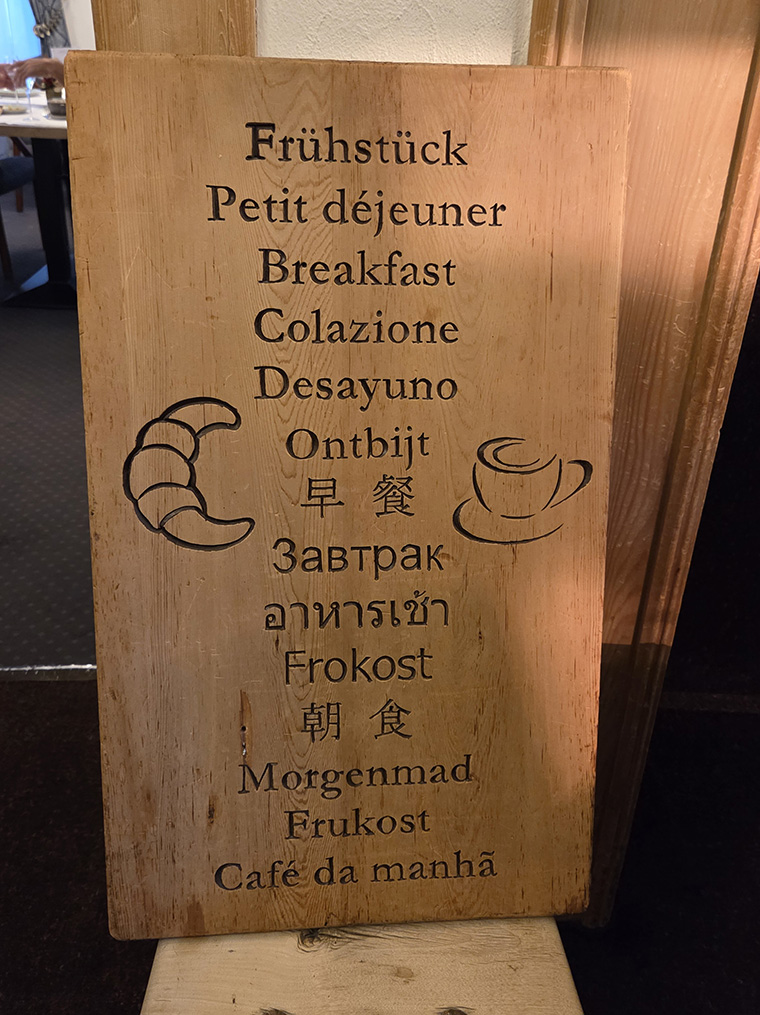 Frühstück
Petit déjeuner
Breakfast
Colazione
Desayuno
Ontbijt
早 餐
Завтрак
อาหารเช้า
Frokost
朝 食
Morgenmad
Frukost
Café da manhã